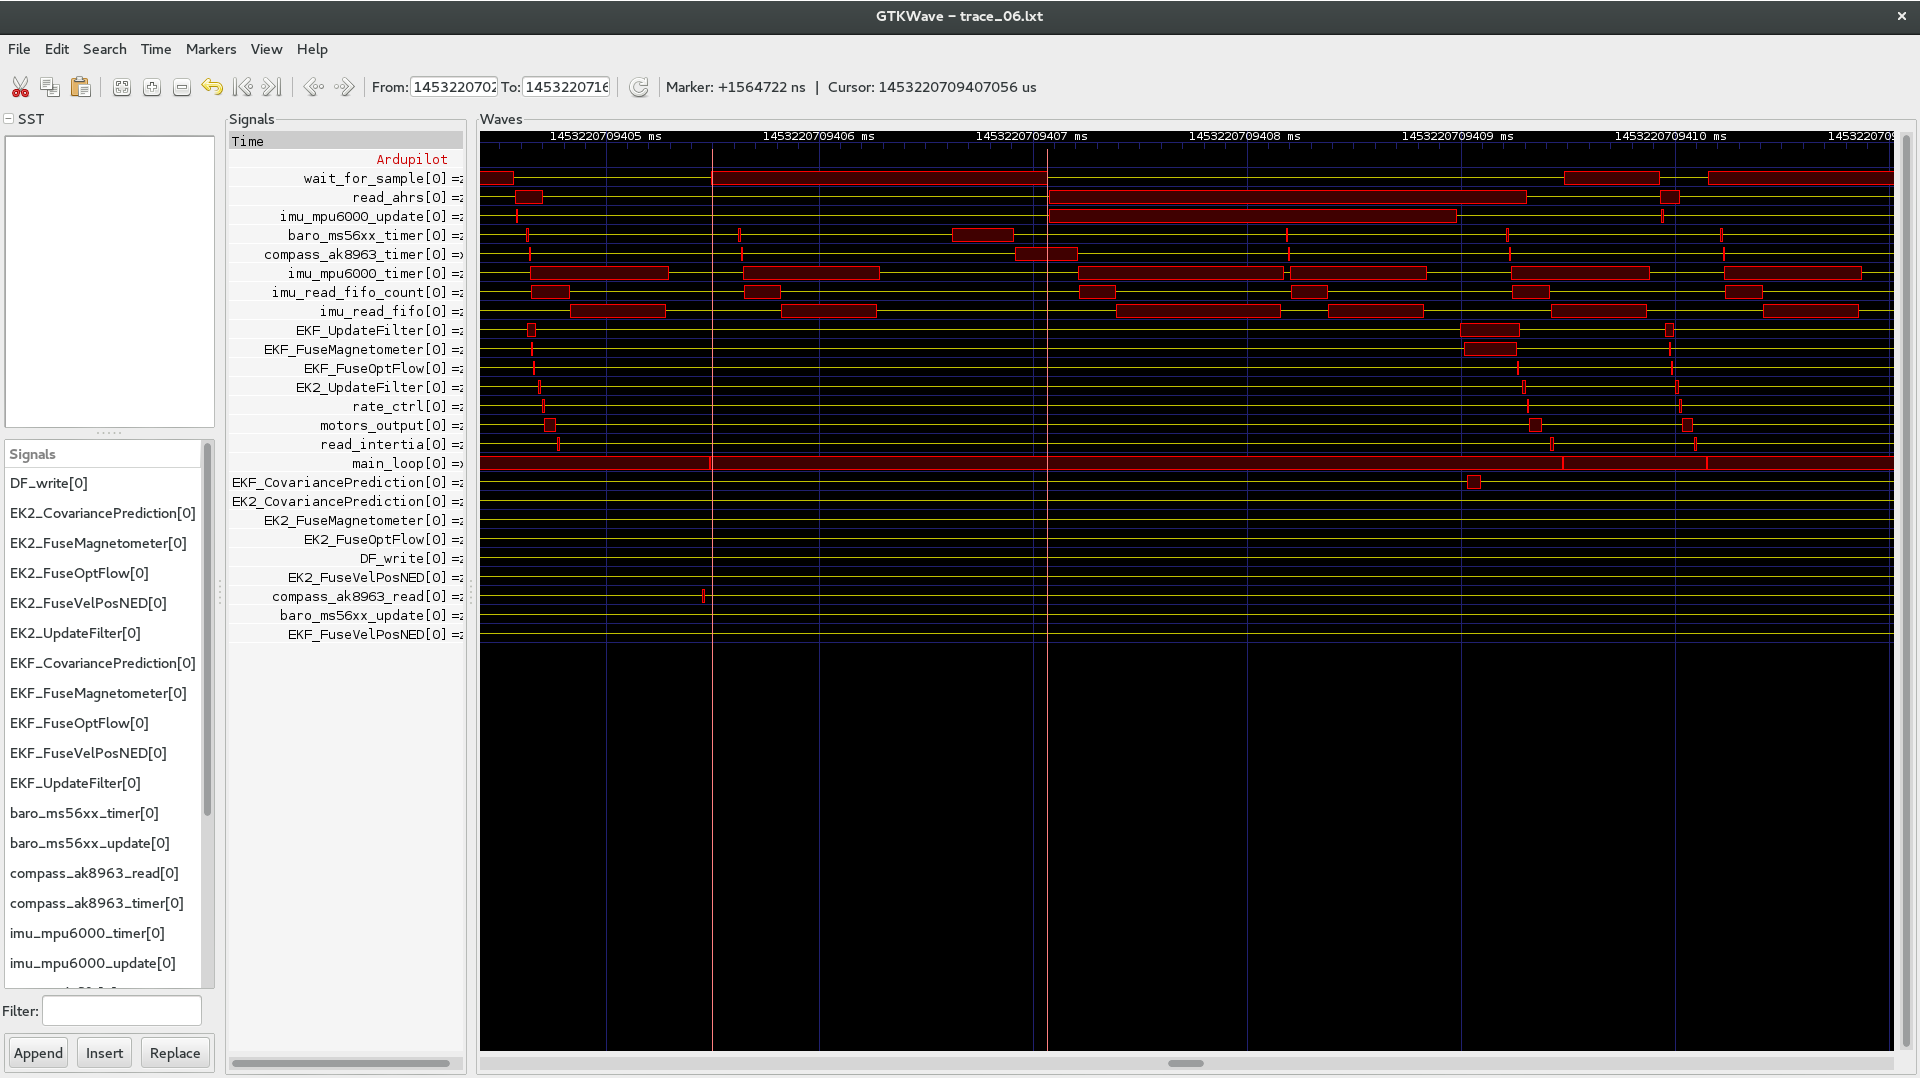 GTKWave - trace_06.lxt
File Edit Search Time Markers View Help
From: 1453220702 To: 1453220716 Marker: +1564722 ns | Cursor: 1453220709407056 us
SST
Signals
DF_write[0]
EK2_CovariancePrediction[0]
EK2_FuseMagnetometer[0]
EK2_FuseOptFlow[0]
EK2_FuseVelPosNED[0]
EK2_UpdateFilter[0]
EKF_CovariancePrediction[0]
EKF_FuseMagnetometer[0]
EKF_FuseOptFlow[0]
EKF_FuseVelPosNED[0]
EKF_UpdateFilter[0]
baro_ms56xx_timer[0]
baro_ms56xx_update[0]
compass_ak8963_read[0]
compass_ak8963_timer[0]
imu_mpu6000_timer[0]
imu_mpu6000_update[0]
Filter:
Append Insert Replace
Signals
Time
Ardupilot
wait_for_sample[0] =z
read_ahrs[0] =z
imu_mpu6000_update[0] =z
baro_ms56xx_timer[0] =z
compass_ak8963_timer[0] =x
imu_mpu6000_timer[0] =z
imu_read_fifo_count[0] =z
imu_read_fifo[0] =z
EKF_UpdateFilter[0] =z
EKF_FuseMagnetometer[0] =z
EKF_FuseOptFlow[0] =z
EK2_UpdateFilter[0] =z
rate_ctrl[0] =z
motors_output[0] =z
read_intertia[0] =z
main_loop[0] =x
EKF_CovariancePrediction[0] =z
EK2_CovariancePrediction[0] =z
EK2_FuseMagnetometer[0] =z
EK2_FuseOptFlow[0] =z
DF_write[0] =z
EK2_FuseVelPosNED[0] =z
compass_ak8963_read[0] =z
baro_ms56xx_update[0] =z
EKF_FuseVelPosNED[0] =z
Waves
1453220709405 ms 1453220709406 ms 1453220709407 ms 1453220709408 ms 1453220709409 ms 1453220709410 ms 1453220709